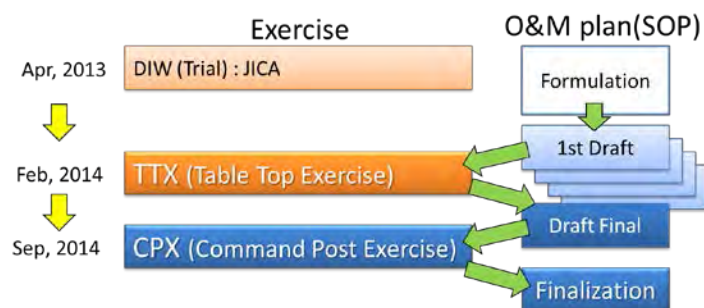 Exercise
O&M plan(SOP)
Apr, 2013
DIW (Trial) : JICA
Formulation
1st Draft
Feb, 2014
TTX (Table Top Exercise)
Draft Final
Sep, 2014
CPX (Command Post Exercise)
Finalization